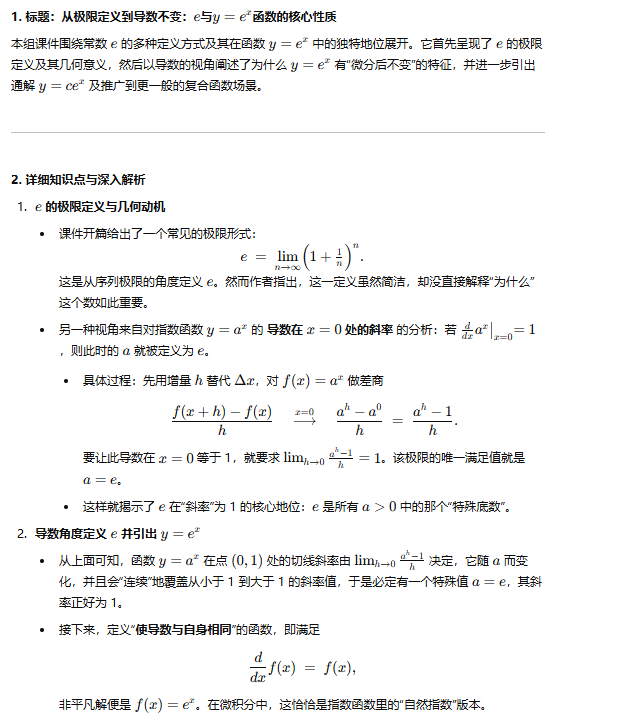 1. 标题：从极限定义到导数不变：e与y = e^x函数的核心性质
本组课件围绕常数 e 的多种定义方式及其在函数 y = e^x 中的独特地位展开。它首先呈现了 e 的极限
定义及其几何意义，然后以导数的视角阐述了为什么 y = e^x 有“微分后不变”的特征，并进一步引出
通解 y = ce^x 及推广到更一般的复合函数场景。
2. 详细知识点与深入解析
1. e 的极限定义与几何动机
• 课件开篇给出了一个常见的极限形式：
e = lim_{n→∞} (1 + 1/n)^n.
这是从序列极限的角度定义 e。然而作者指出，这一定义虽然简洁，却没直接解释“为什么”
这个数如此重要。
• 另一种视角来自对指数函数 y = a^x 的 导数在 x = 0 处的斜率 的分析：若 d/dx a^x|_{x=0} = 1
，则此时的 a 就被定义为 e。
• 具体过程：先用增量 h 替代 Δx，对 f(x) = a^x 做差商
f(x + h) − f(x) / h  x=0 ⟶  a^h − a^0 / h = a^h − 1 / h.
要让此导数在 x = 0 等于 1，就要求 lim_{h→0} a^h−1 / h = 1。该极限的唯一满足值就是
a = e。
• 这样就揭示了 e 在“斜率”为 1 的核心地位：e 是所有 a > 0 中的那个“特殊底数”。
2. 导数角度定义 e 并引出 y = e^x
• 从上面可知，函数 y = a^x 在点 (0, 1) 处的切线斜率由 lim_{h→0} a^h−1 / h 决定，它随 a 而变
化，并且会“连续”地覆盖从小于 1 到大于 1 的斜率值，于是必定有一个特殊值 a = e，其斜
率正好为 1。
• 接下来，定义“使导数与自身相同”的函数，即满足
d/dx f(x) = f(x),
非平凡解便是 f(x) = e^x。在微积分中，这恰恰是指数函数里的“自然指数”版本。